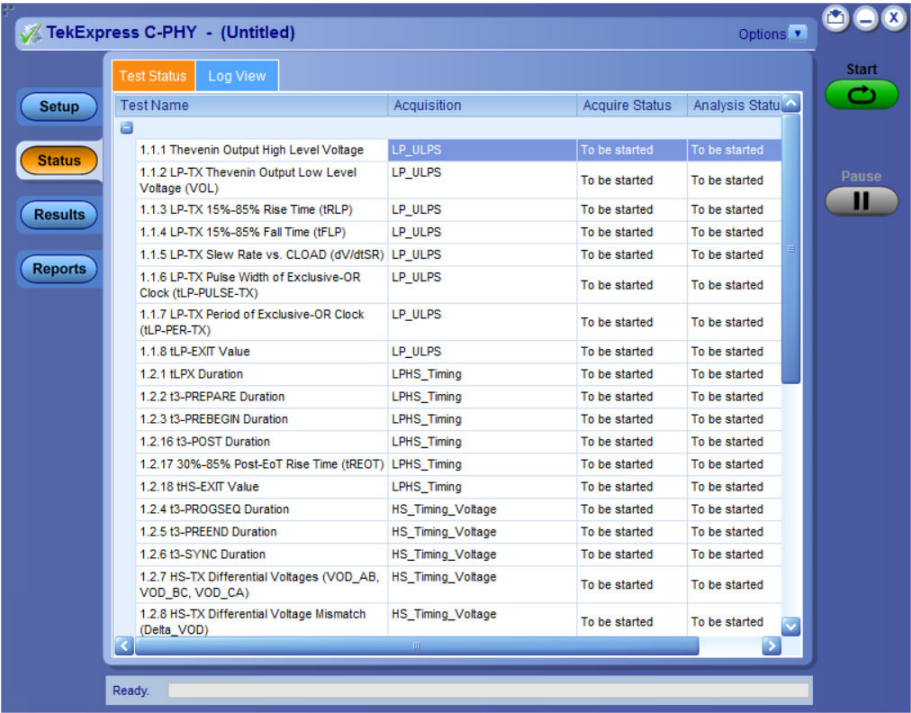 TekExpress C-PHY - (Untitled)
Options
Start
Test Status Log View
Setup
Test Name Acquisition Acquire Status Analysis Statu
1.1.1 Thevenin Output High Level Voltage LP_ULPS To be started To be started
Status
1.1.2 LP-TX Thevenin Output Low Level
Voltage (VOL) LP_ULPS To be started To be started
Pause
1.1.3 LP-TX 15%-85% Rise Time (tRLP) LP_ULPS To be started To be started
Results
1.1.4 LP-TX 15%-85% Fall Time (tFLP) LP_ULPS To be started To be started
1.1.5 LP-TX Slew Rate vs. CLOAD (dV/dtSR) LP_ULPS To be started To be started
Reports
1.1.6 LP-TX Pulse Width of Exclusive-OR
Clock (tLP-PULSE-TX) LP_ULPS To be started To be started
1.1.7 LP-TX Period of Exclusive-OR Clock
(tLP-PER-TX) LP_ULPS To be started To be started
1.1.8 tLP-EXIT Value LP_ULPS To be started To be started
1.2.1 tLPX Duration LPHS_Timing To be started To be started
1.2.2 t3-PREPARE Duration LPHS_Timing To be started To be started
1.2.3 t3-PREBEGIN Duration LPHS_Timing To be started To be started
1.2.16 t3-POST Duration LPHS_Timing To be started To be started
1.2.17 30%-85% Post-EoT Rise Time (tREOT) LPHS_Timing To be started To be started
1.2.18 tHS-EXIT Value LPHS_Timing To be started To be started
1.2.4 t3-PROGSEQ Duration HS_Timing_Voltage To be started To be started
1.2.5 t3-PREEND Duration HS_Timing_Voltage To be started To be started
1.2.6 t3-SYNC Duration HS_Timing_Voltage To be started To be started
1.2.7 HS-TX Differential Voltages (VOD_AB,
VOD_BC, VOD_CA) HS_Timing_Voltage To be started To be started
1.2.8 HS-TX Differential Voltage Mismatch
(Delta_VOD) HS_Timing_Voltage To be started To be started
Ready.